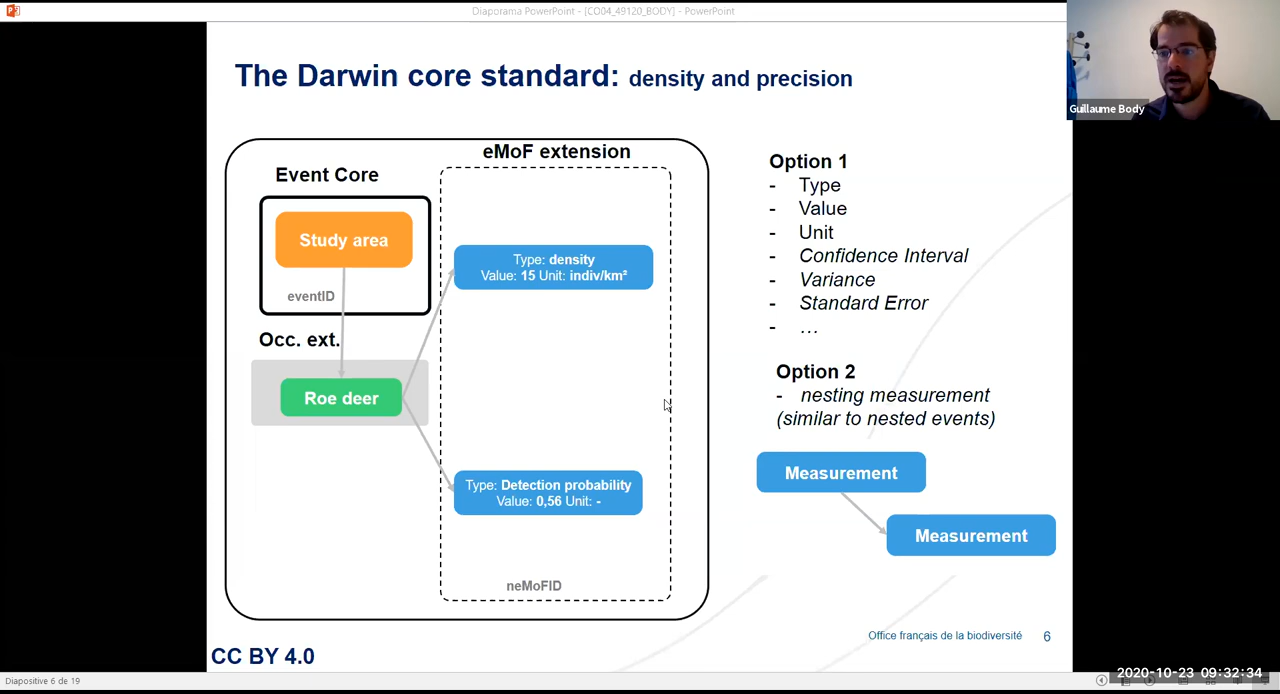 Diaporama PowerPoint - [CO04_49120_BODY] - PowerPoint
Guillaume Body
The Darwin core standard: density and precision
eMoF extension
Event Core
Study area
eventID
Occ. ext.
Roe deer
Type: density
Value: 15 Unit: indiv/km²
Type: Detection probability
Value: 0,56 Unit: -
neMoFID
Option 1
- Type
- Value
- Unit
- Confidence Interval
- Variance
- Standard Error
- …
Option 2
- nesting measurement
(similar to nested events)
Measurement
Measurement
Office français de la biodiversité 6
CC BY 4.0
Diapositive 6 de 19
2020-10-23 09:32:34